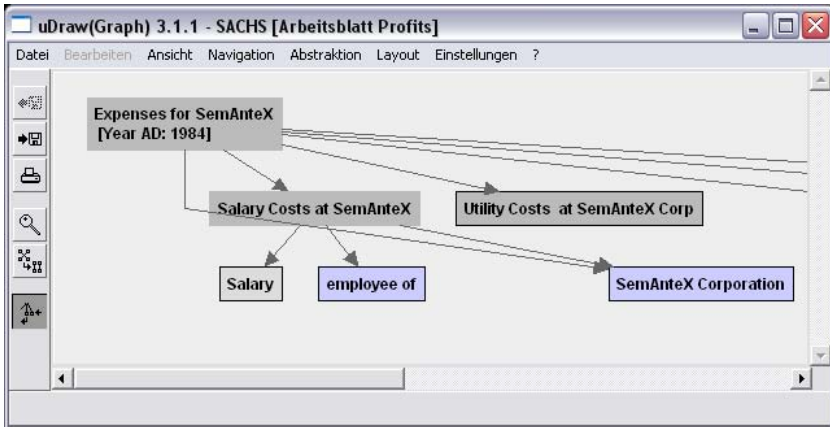 uDraw(Graph) 3.1.1 - SACHS [Arbeitsblatt Profits]
Datei Bearbeiten Ansicht Navigation Abstraktion Layout Einstellungen ?
Expenses for SemAnteX
[Year AD: 1984]
Salary Costs at SemAnteX
Utility Costs at SemAnteX Corp
Salary
employee of
SemAnteX Corporation